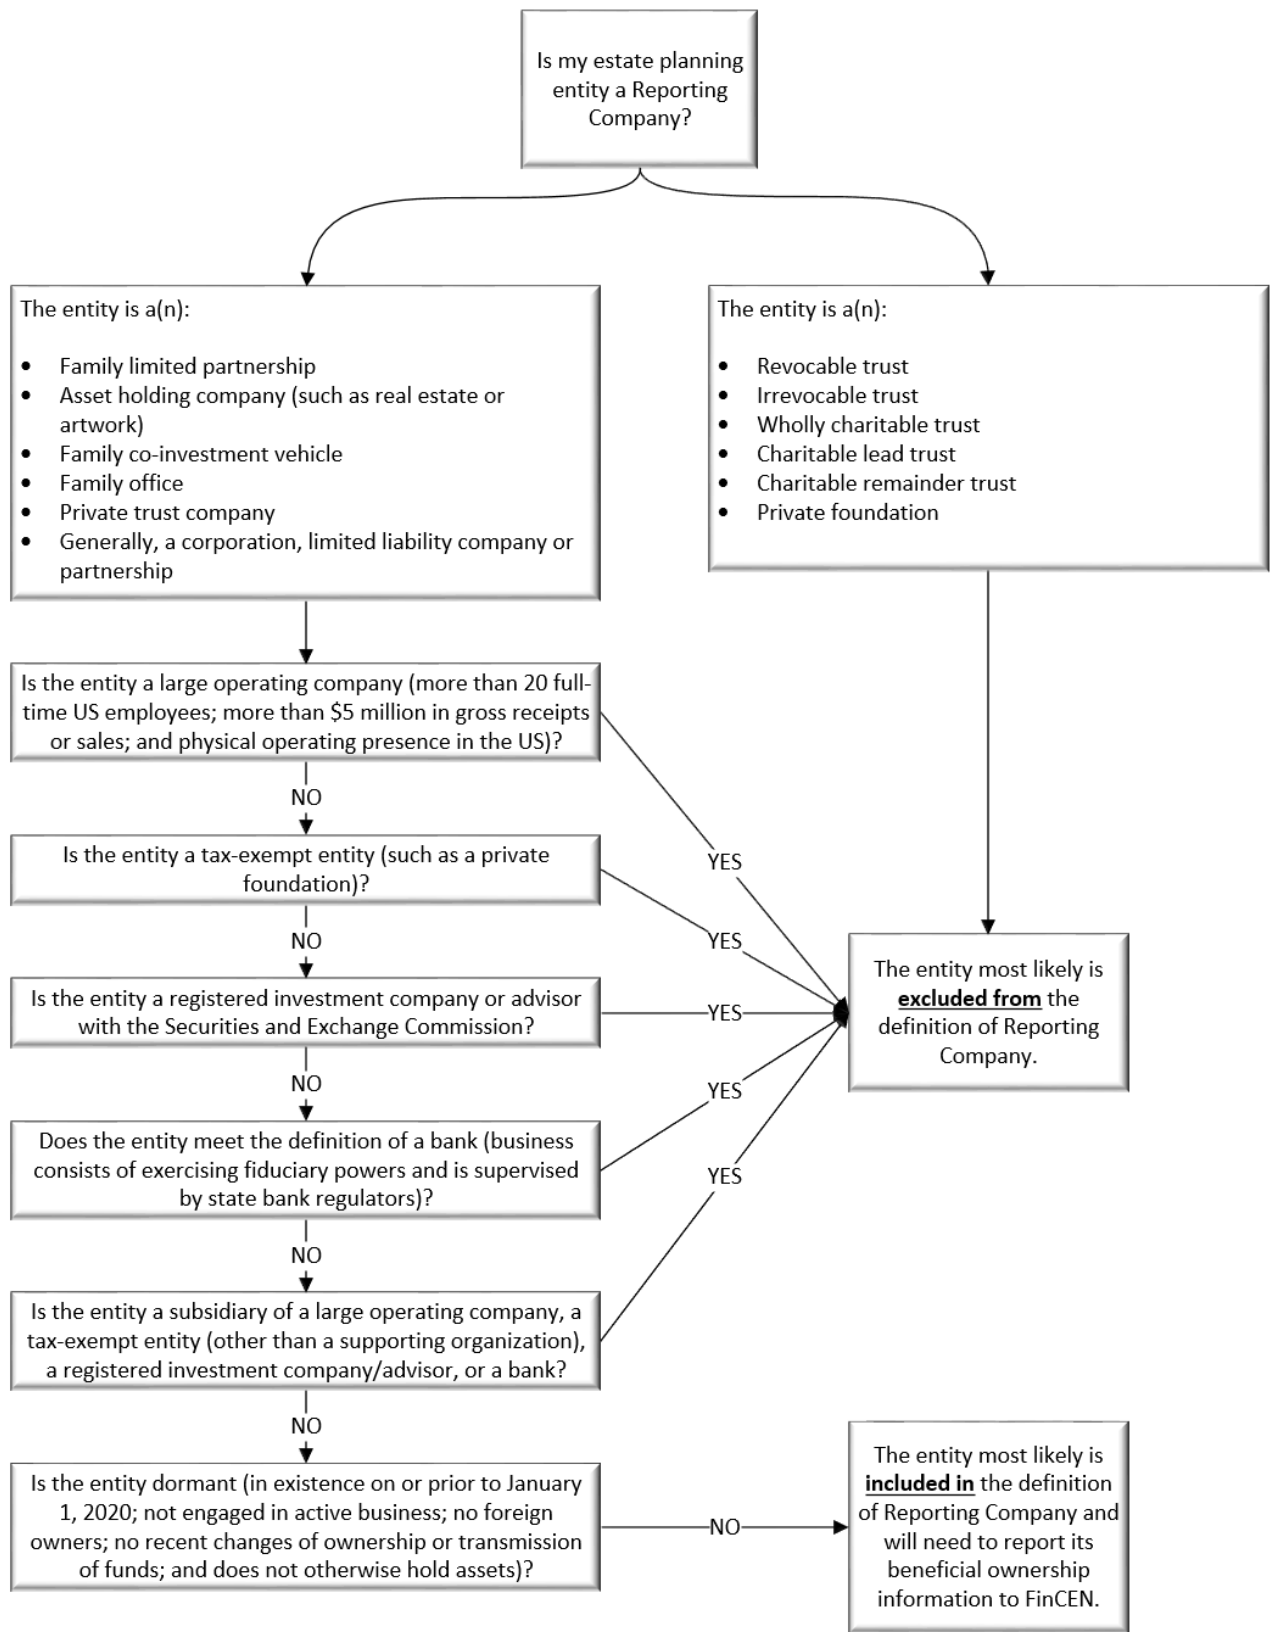 Is my estate planning
entity a Reporting
Company?
The entity is a(n):
• Family limited partnership
• Asset holding company (such as real estate or
artwork)
• Family co-investment vehicle
• Family office
• Private trust company
• Generally, a corporation, limited liability company or
partnership
The entity is a(n):
• Revocable trust
• Irrevocable trust
• Wholly charitable trust
• Charitable lead trust
• Charitable remainder trust
• Private foundation
Is the entity a large operating company (more than 20 full-
time US employees; more than $5 million in gross receipts
or sales; and physical operating presence in the US)?
NO
YES
Is the entity a tax-exempt entity (such as a private
foundation)?
NO
YES
Is the entity a registered investment company or advisor
with the Securities and Exchange Commission?
YES
The entity most likely is
excluded from the
definition of Reporting
Company.
NO
YES
Does the entity meet the definition of a bank (business
consists of exercising fiduciary powers and is supervised
by state bank regulators)?
YES
NO
Is the entity a subsidiary of a large operating company, a
tax-exempt entity (other than a supporting organization),
a registered investment company/advisor, or a bank?
NO
Is the entity dormant (in existence on or prior to January
1, 2020; not engaged in active business; no foreign
owners; no recent changes of ownership or transmission
of funds; and does not otherwise hold assets)?
NO
The entity most likely is
included in the definition
of Reporting Company and
will need to report its
beneficial ownership
information to FinCEN.